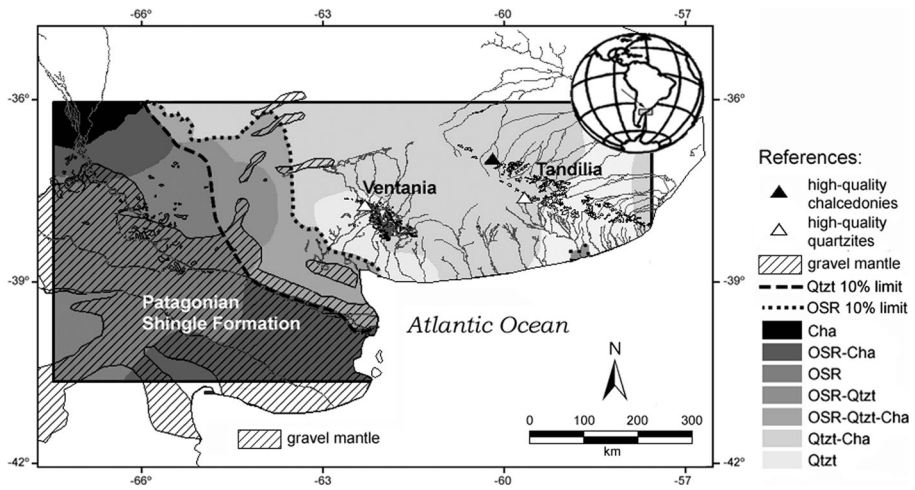 -66 -63 -60 -57
-36° -36°
Ventania Tandilia
-39° -39°
Patagonian
Shingle Formation
Atlantic Ocean
N
0 100 200 300
km
gravel mantle
-42° -42°
-66° -63° -60° -57°
References:
high-quality
chalcedonies
high-quality
quartzites
gravel mantle
Qtzt 10% limit
OSR 10% limit
Cha
OSR-Cha
OSR
OSR-Qtzt
OSR-Qtzt-Cha
Qtzt-Cha
Qtzt